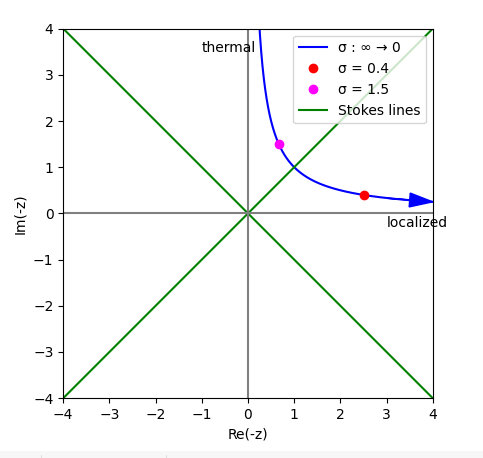 thermal
σ : ∞ → 0
σ = 0.4
σ = 1.5
Stokes lines
localized
4
3
2
1
0
−1
−2
−3
−4
Im(-z)
−4 −3 −2 −1 0 1 2 3 4
Re(-z)